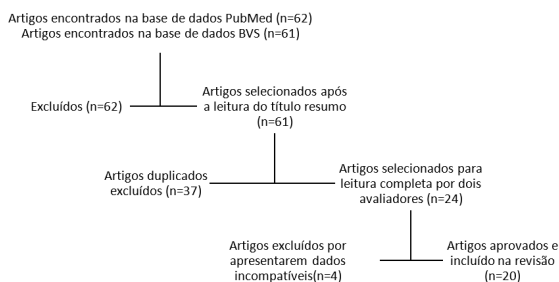 Artigos encontrados na base de dados PubMed (n=62)
Artigos encontrados na base de dados BVS (n=61)
Excluídos (n=62)
Artigos selecionados após
a leitura do título resumo
(n=61)
Artigos duplicados
excluídos (n=37)
Artigos selecionados para
leitura completa por dois
avaliadores (n=24)
Artigos excluídos por
apresentarem dados
incompatíveis(n=4)
Artigos aprovados e
incluído na revisão
(n=20)